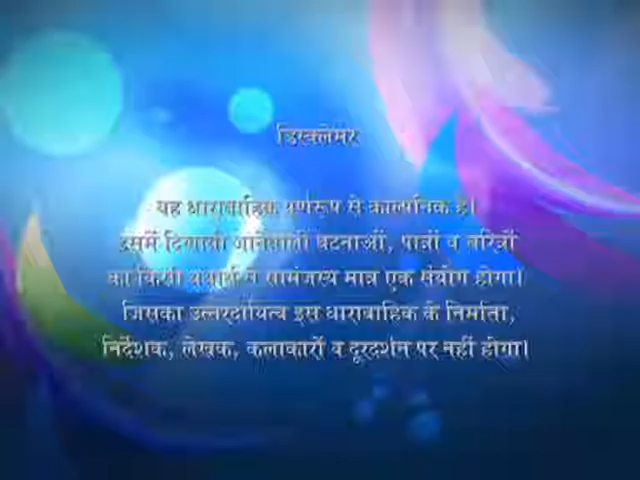 डिस्क्लेमर
यह धारावाहिक पूर्णरूप से काल्पनिक है।
इसमें दिखायी जानेवाली घटनाओं, पात्रों व चरित्रों
का किसी यथार्थ से सामंजस्य मात्र एक संयोग होगा।
जिसका उत्तरदायित्व इस धारावाहिक के निर्माता,
निर्देशक, लेखक, कलाकारों व दूरदर्शन पर नहीं होगा।